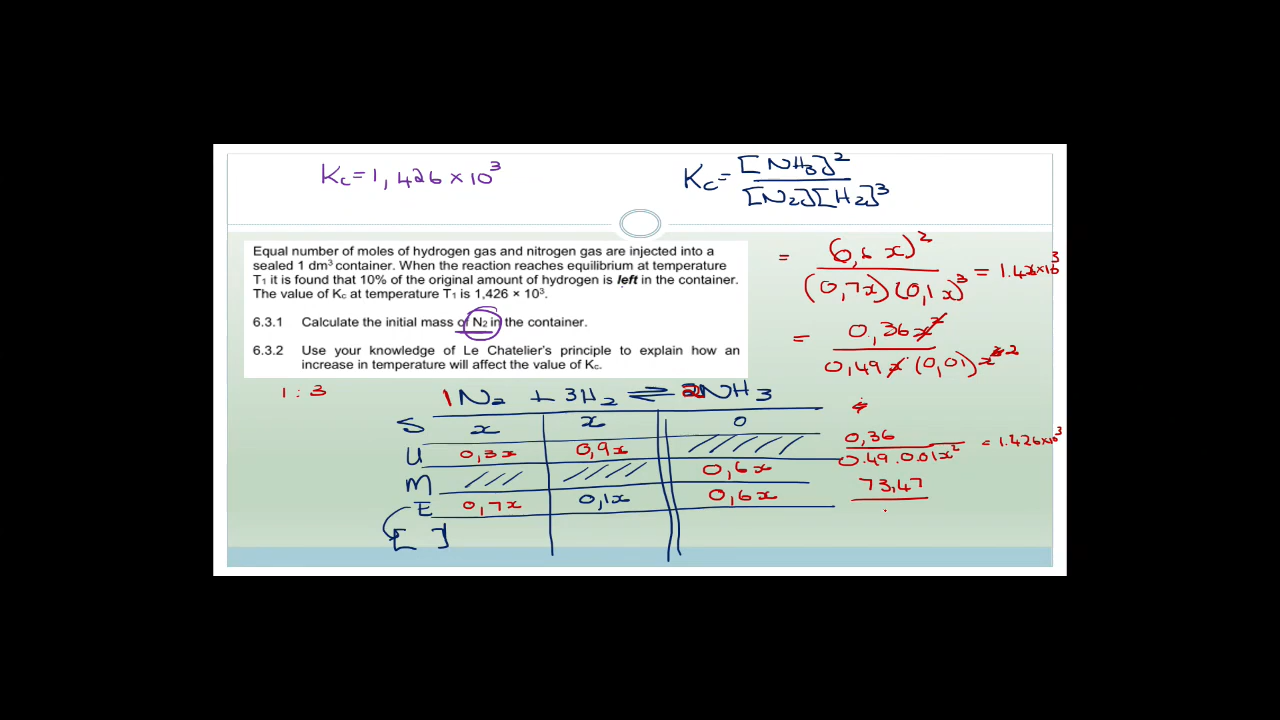 Kc = 1,426 × 10³
Kc = [NH₃]² / [N₂][H₂]³
Equal number of moles of hydrogen gas and nitrogen gas are injected into a
sealed 1 dm³ container. When the reaction reaches equilibrium at temperature
T₁ it is found that 10% of the original amount of hydrogen is left in the container.
The value of Kc at temperature T₁ is 1,426 × 10³.
6.3.1 Calculate the initial mass of N₂ in the container.
6.3.2 Use your knowledge of Le Chatelier's principle to explain how an
increase in temperature will affect the value of Kc.
= (0,6x)² / (0,7x)(0,1x)³ = 1.426×10³
= 0,36x² / 0,49x (0,01)x³ 2
1 : 3
1N₂ + 3H₂ ⇌ 2NH₃
S x x 0
U 0,3x 0,9x
M 0,6x
E 0,7x 0,1x 0,6x
[ ]
0,36 / 0.49.0.01x² = 1.426×10³
73,47